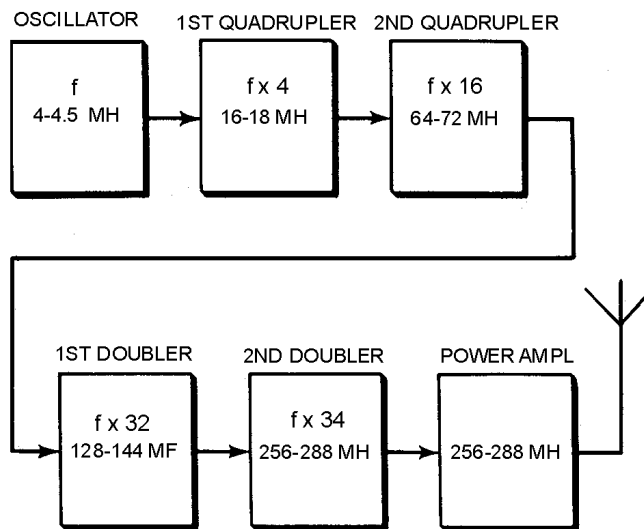 OSCILLATOR
1ST QUADRUPLER
2ND QUADRUPLER
f
4-4.5 MH
f x 4
16-18 MH
f x 16
64-72 MH
1ST DOUBLER
2ND DOUBLER
POWER AMPL
f x 32
128-144 MF
f x 34
256-288 MH
256-288 MH